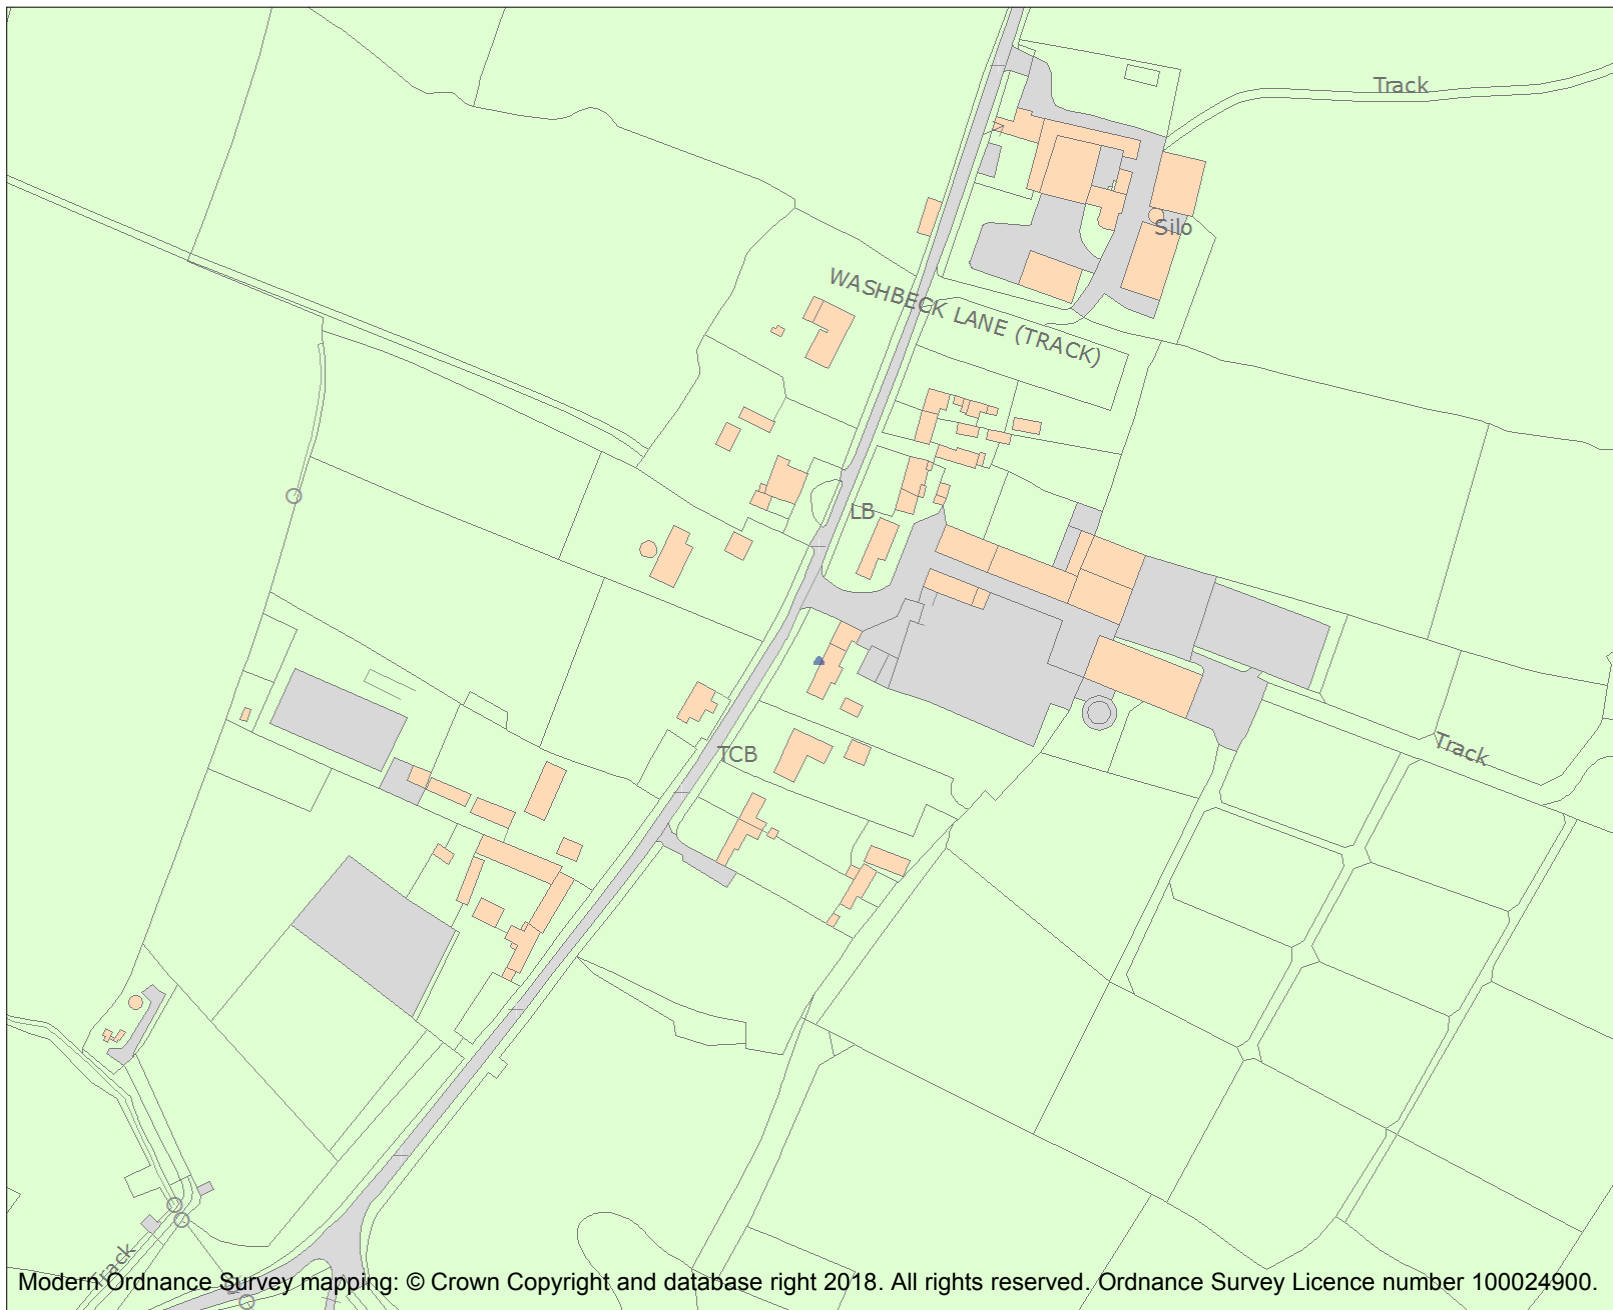 Track
Silo
WASHBECK LANE (TRACK)
LB
TCB
Track
Track
Modern Ordnance Survey mapping: © Crown Copyright and database right 2018. All rights reserved. Ordnance Survey Licence number 100024900.